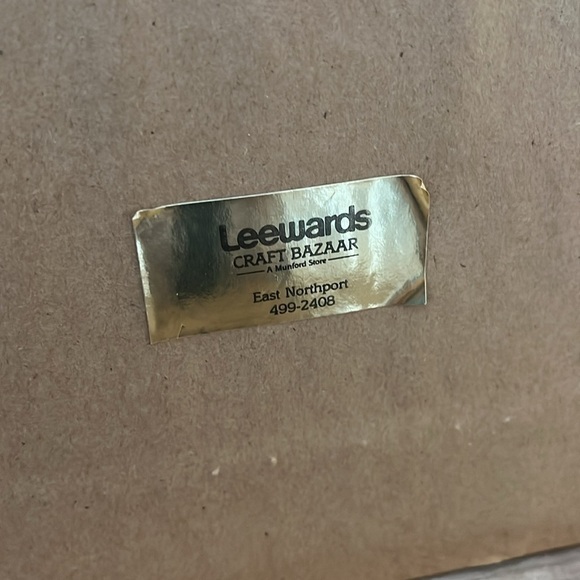 Leewards
CRAFT BAZAAR
A Munford Store
East Northport
499-2408